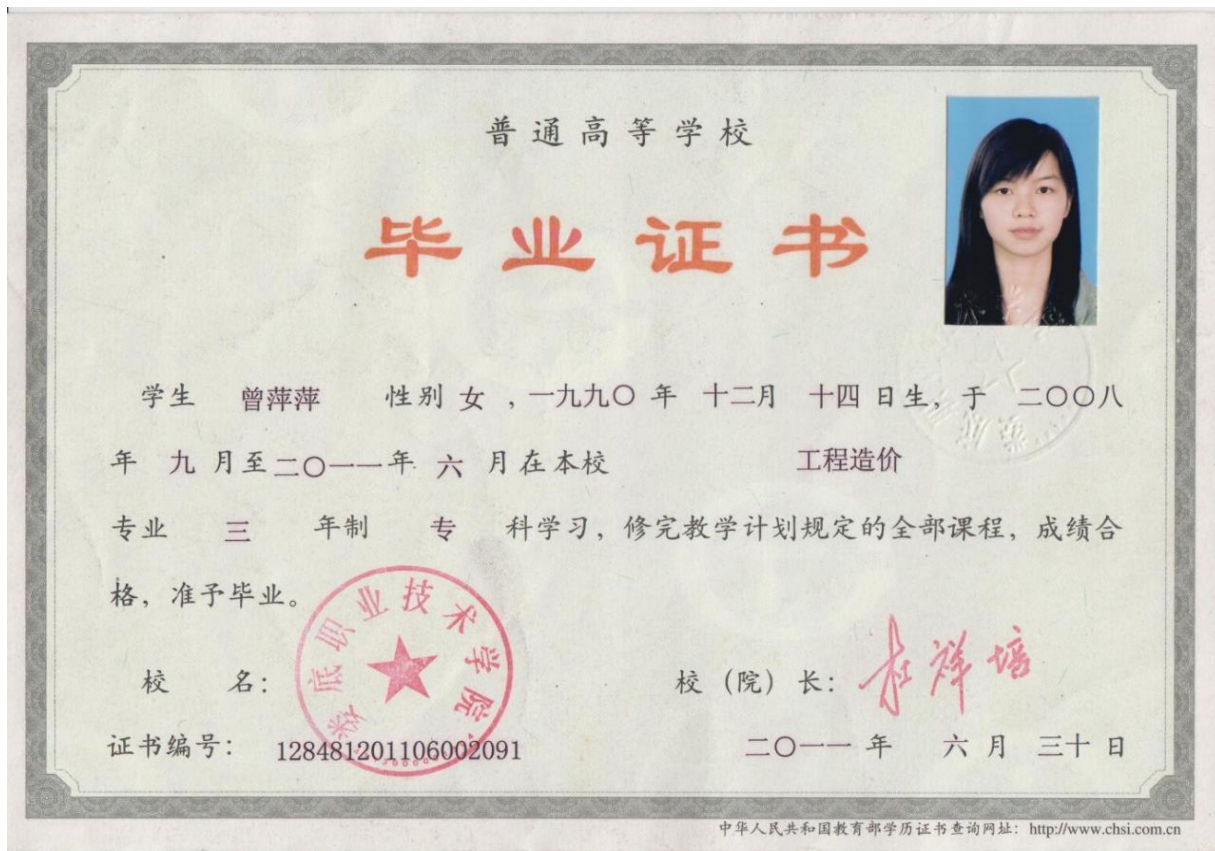 普通高等学校
毕业证书
学生 曾萍萍 性别 女 ，一九九〇 年 十二月 十四 日生，于 二〇〇八
年 九 月至二〇一一年 六 月在本校 工程造价
专业 三 年制 专 科学习，修完教学计划规定的全部课程，成绩合
格，准予毕业。
娄底职业技术学院
校 名： 校（院）长：杜祥培
证书编号： 128481201106002091 二〇一一 年 六 月 三十 日
中华人民共和国教育部学历证书查询网址：http://www.chsi.com.cn